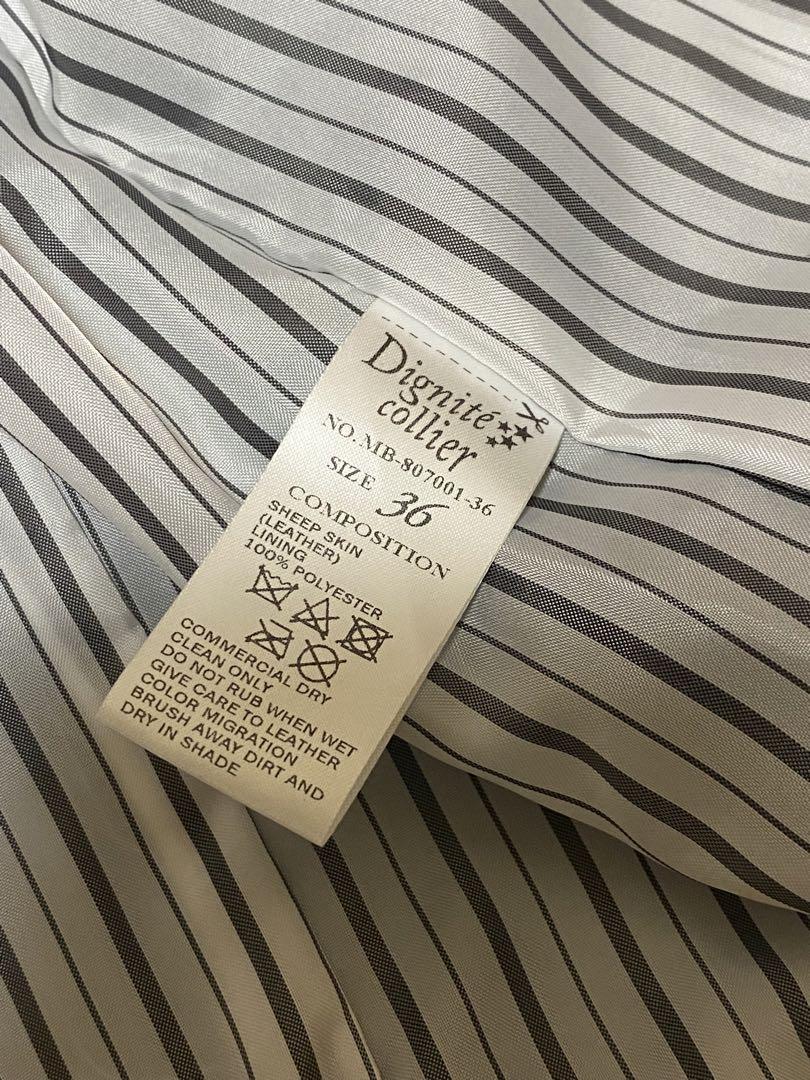 Dignité
collier
NO.MB-807001-36
SIZE 36
COMPOSITION
SHEEP SKIN
(LEATHER)
LINING
100% POLYESTER
COMMERCIAL DRY
CLEAN ONLY
DO NOT RUB WHEN WET
GIVE CARE TO LEATHER
COLOR MIGRATION
BRUSH AWAY DIRT AND
DRY IN SHADE